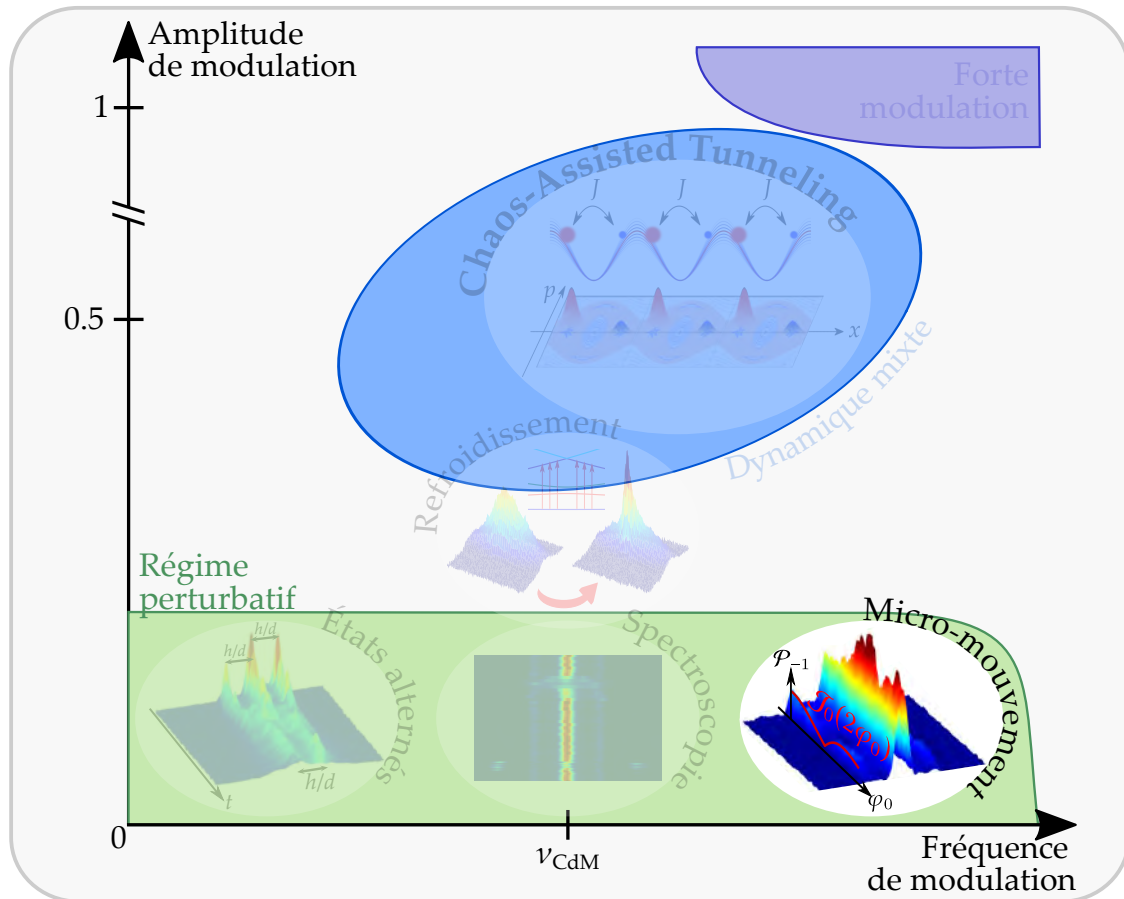 Amplitude
de modulation
1
Forte
modulation
Chaos-Assisted Tunneling
J J J
p
x
0.5
Dynamique mixte
Refroidissement
Régime
perturbatif
États alternés
h/d
h/d
h/d
t
Spectroscopie
Micro-mouvement
𝒫₋₁
𝒥₀(2φ₀)
φ₀
0
ν_CdM
Fréquence
de modulation